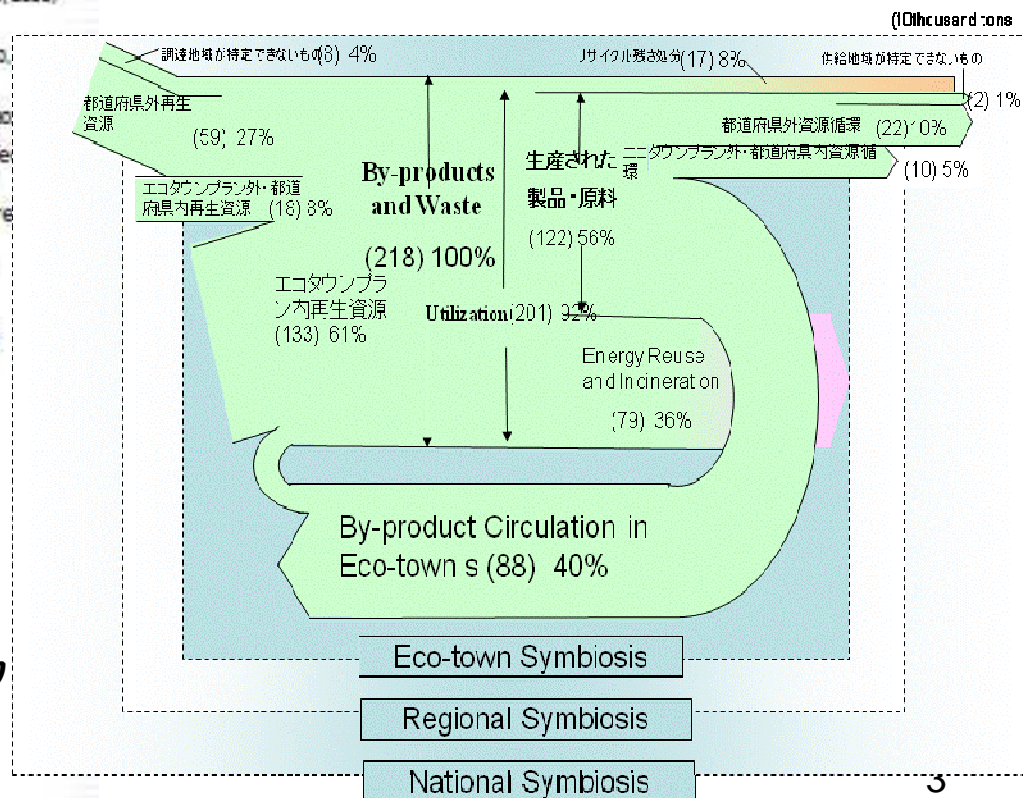 (10thousard tons
調達地域が特定できないもの(8) 4%
リサイクル残さ処分(17) 8%
供給地域が特定できないもの
(2) 1%
都道府県外再生
資源
(59) 27%
都道府県外資源循環 (22)10%
エコタウンプラン外・都道府県内資源循
環
(10) 5%
By-products
and Waste
(218) 100%
生産された
製品・原料
(122) 56%
エコタウンプラン外・都道
府県内再生資源 (18) 8%
エコタウンプラ
ン内再生資源
(133) 61%
Utilization(201) 92%
Energy Reuse
and Incineration
(79) 36%
By-product Circulation in
Eco-town s (88) 40%
Eco-town Symbiosis
Regional Symbiosis
National Symbiosis
3